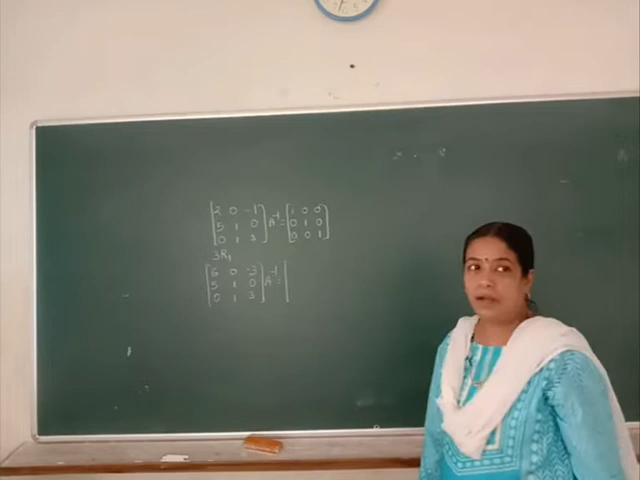 [2 0 -1] A⁻¹ = [1 0 0]
[5 1 0] [0 1 0]
[0 1 3] [0 0 1]
3R₁
[6 0 -3] A⁻¹ = [
[5 1 0]
[0 1 3]